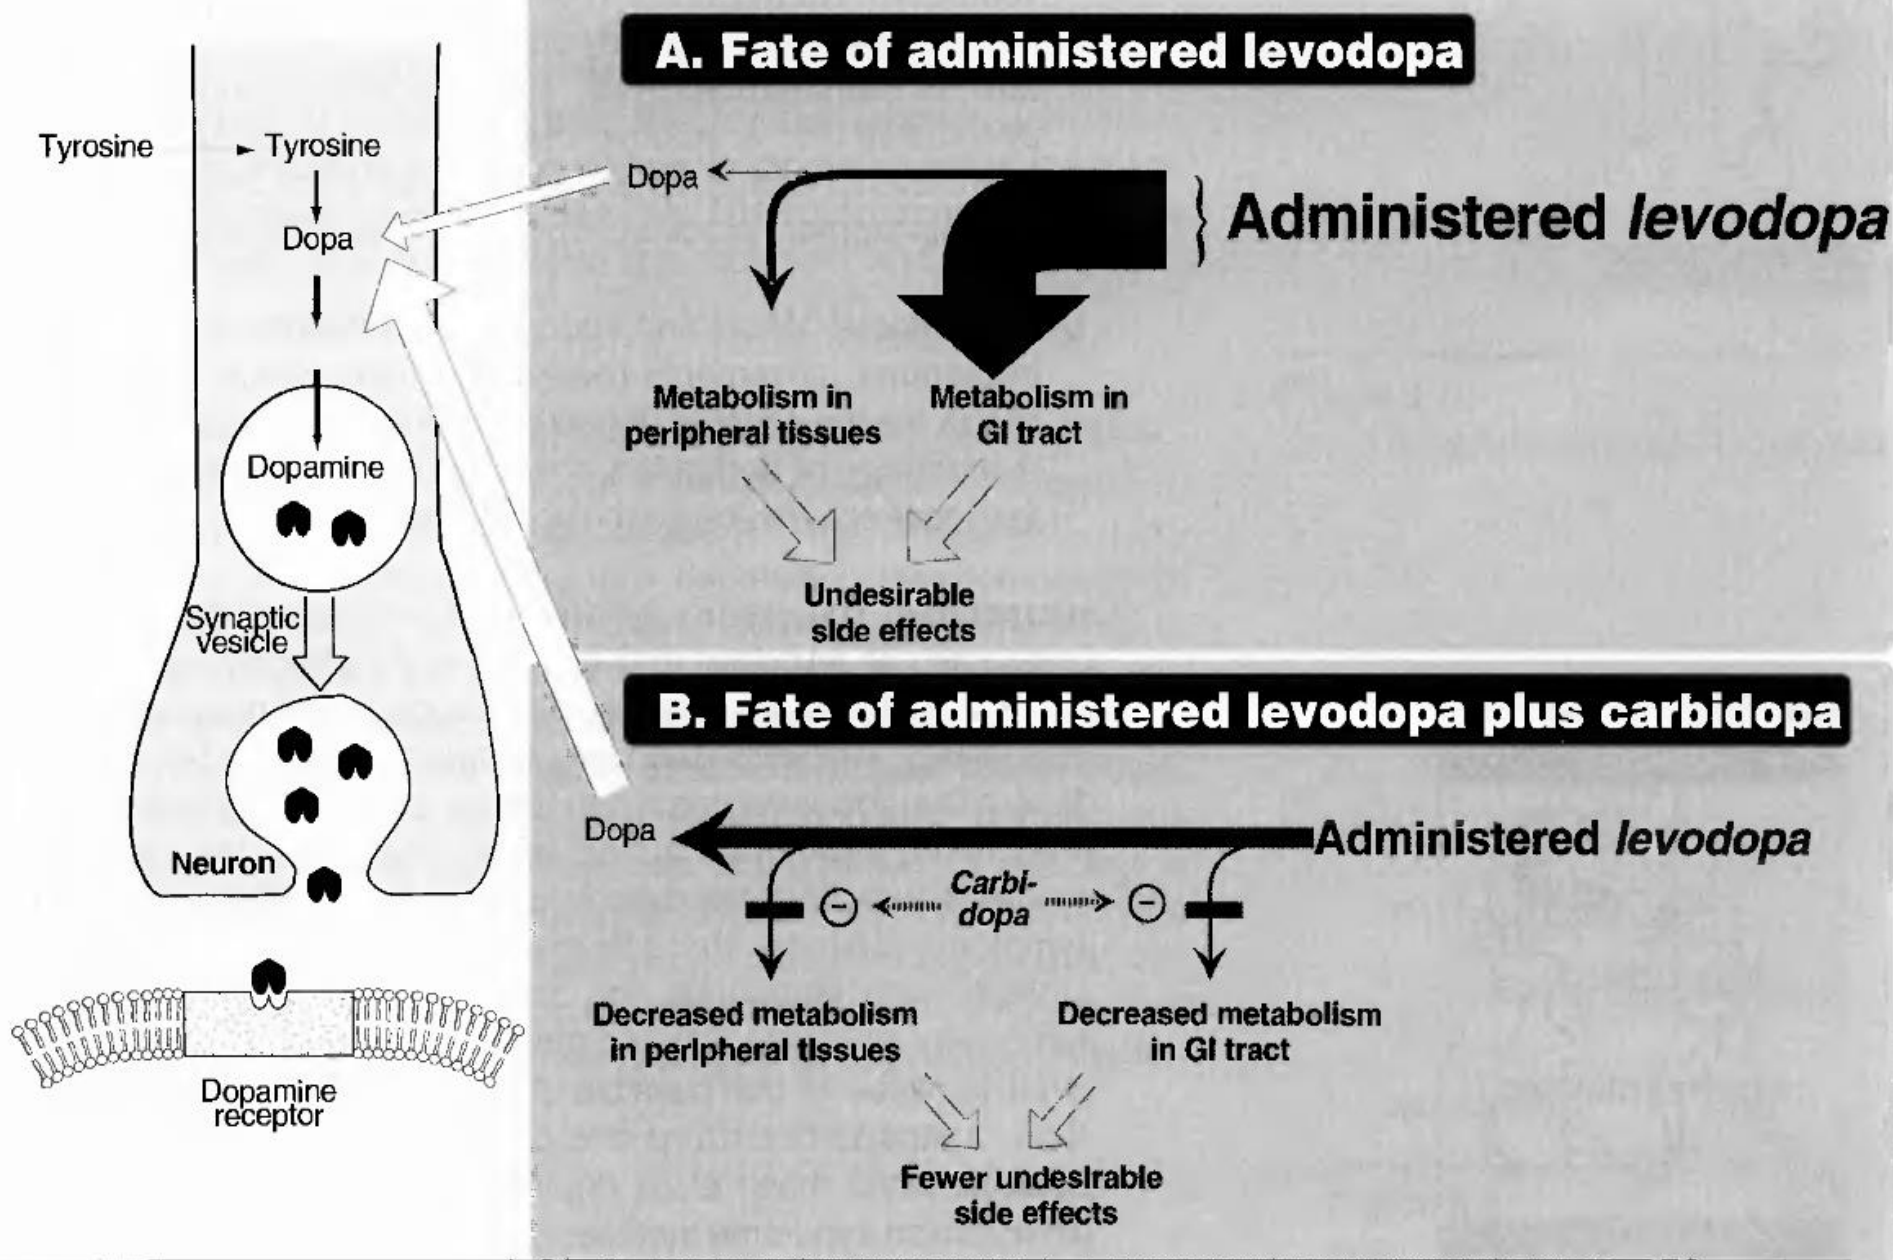 A. Fate of administered levodopa
Tyrosine
Tyrosine
Dopa
Dopamine
Synaptic
vesicle
Neuron
Dopamine
receptor
Dopa
Administered levodopa
Metabolism in
peripheral tissues
Metabolism in
GI tract
Undesirable
side effects
B. Fate of administered levodopa plus carbidopa
Dopa
Administered levodopa
Carbi-
dopa
Decreased metabolism
in peripheral tissues
Decreased metabolism
in GI tract
Fewer undesirable
side effects